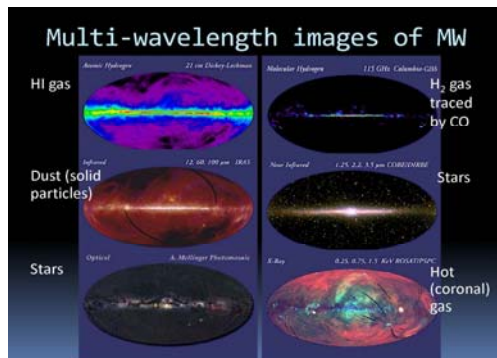 Multi-wavelength images of MW
HI gas
Atomic Hydrogen 21 cm Dickey-Lockman
Molecular Hydrogen 115 GHz Columbia-GISS
H₂ gas
traced
by CO
Dust (solid
particles)
Infrared 12, 60, 100 μm IRAS
Near Infrared 1.25, 2.2, 3.5 μm COBE/DIRBE
Stars
Stars
Optical A. Mellinger Photomosaic
X-Ray 0.25, 0.75, 1.5 KeV ROSAT/PSPC
Hot
(coronal)
gas